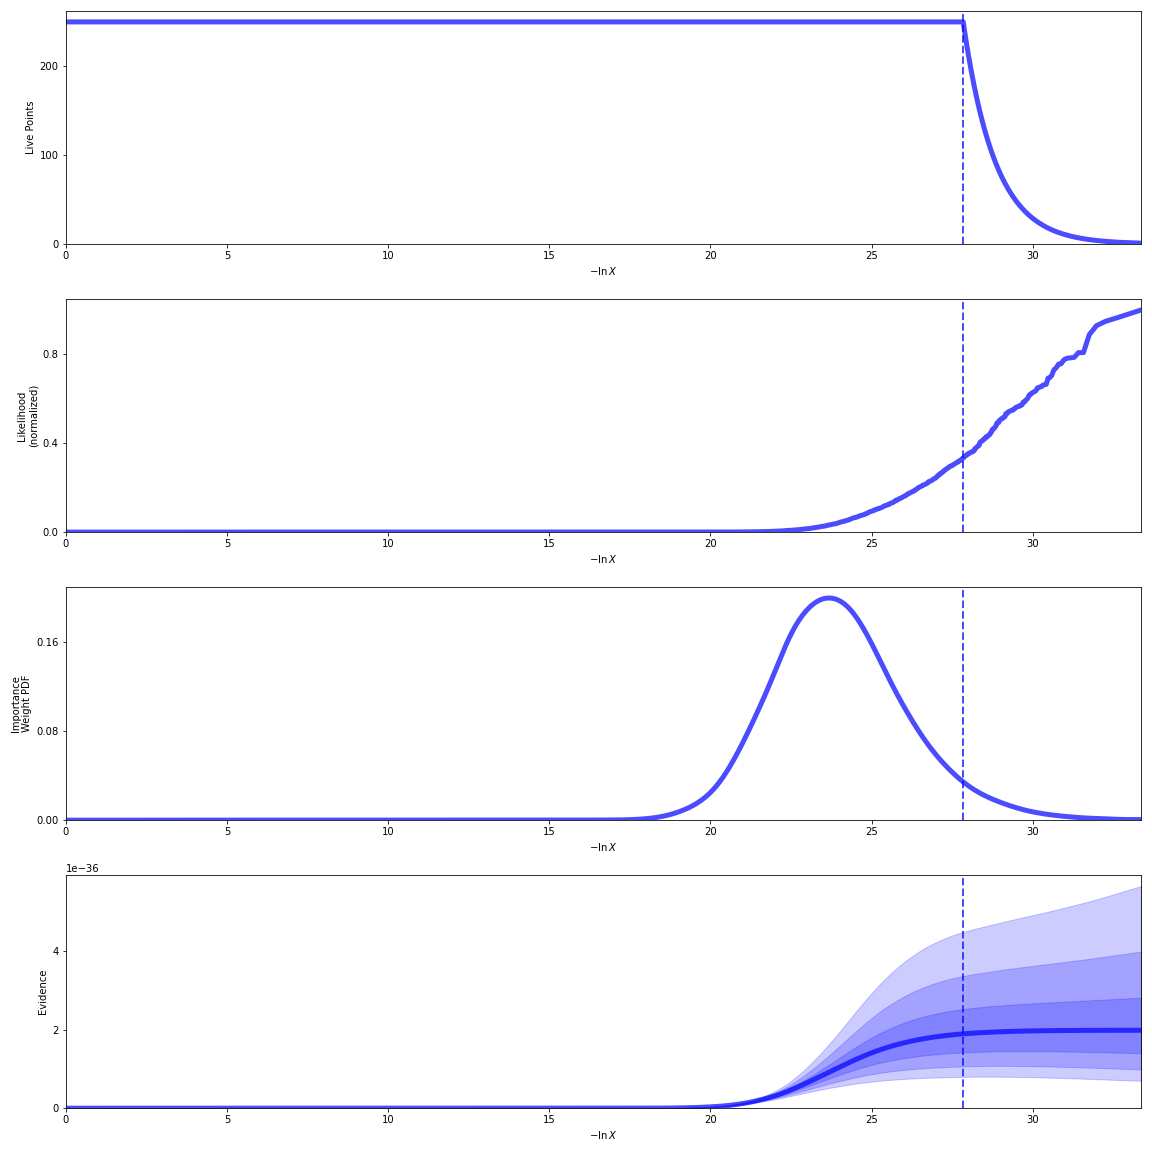 200
100
0
Live Points
0 5 10 15 20 25 30
−ln X
0.8
0.4
0.0
Likelihood
(normalized)
0 5 10 15 20 25 30
−ln X
0.16
0.08
0.00
Importance
Weight PDF
0 5 10 15 20 25 30
−ln X
1e−36
4
2
0
Evidence
0 5 10 15 20 25 30
−ln X